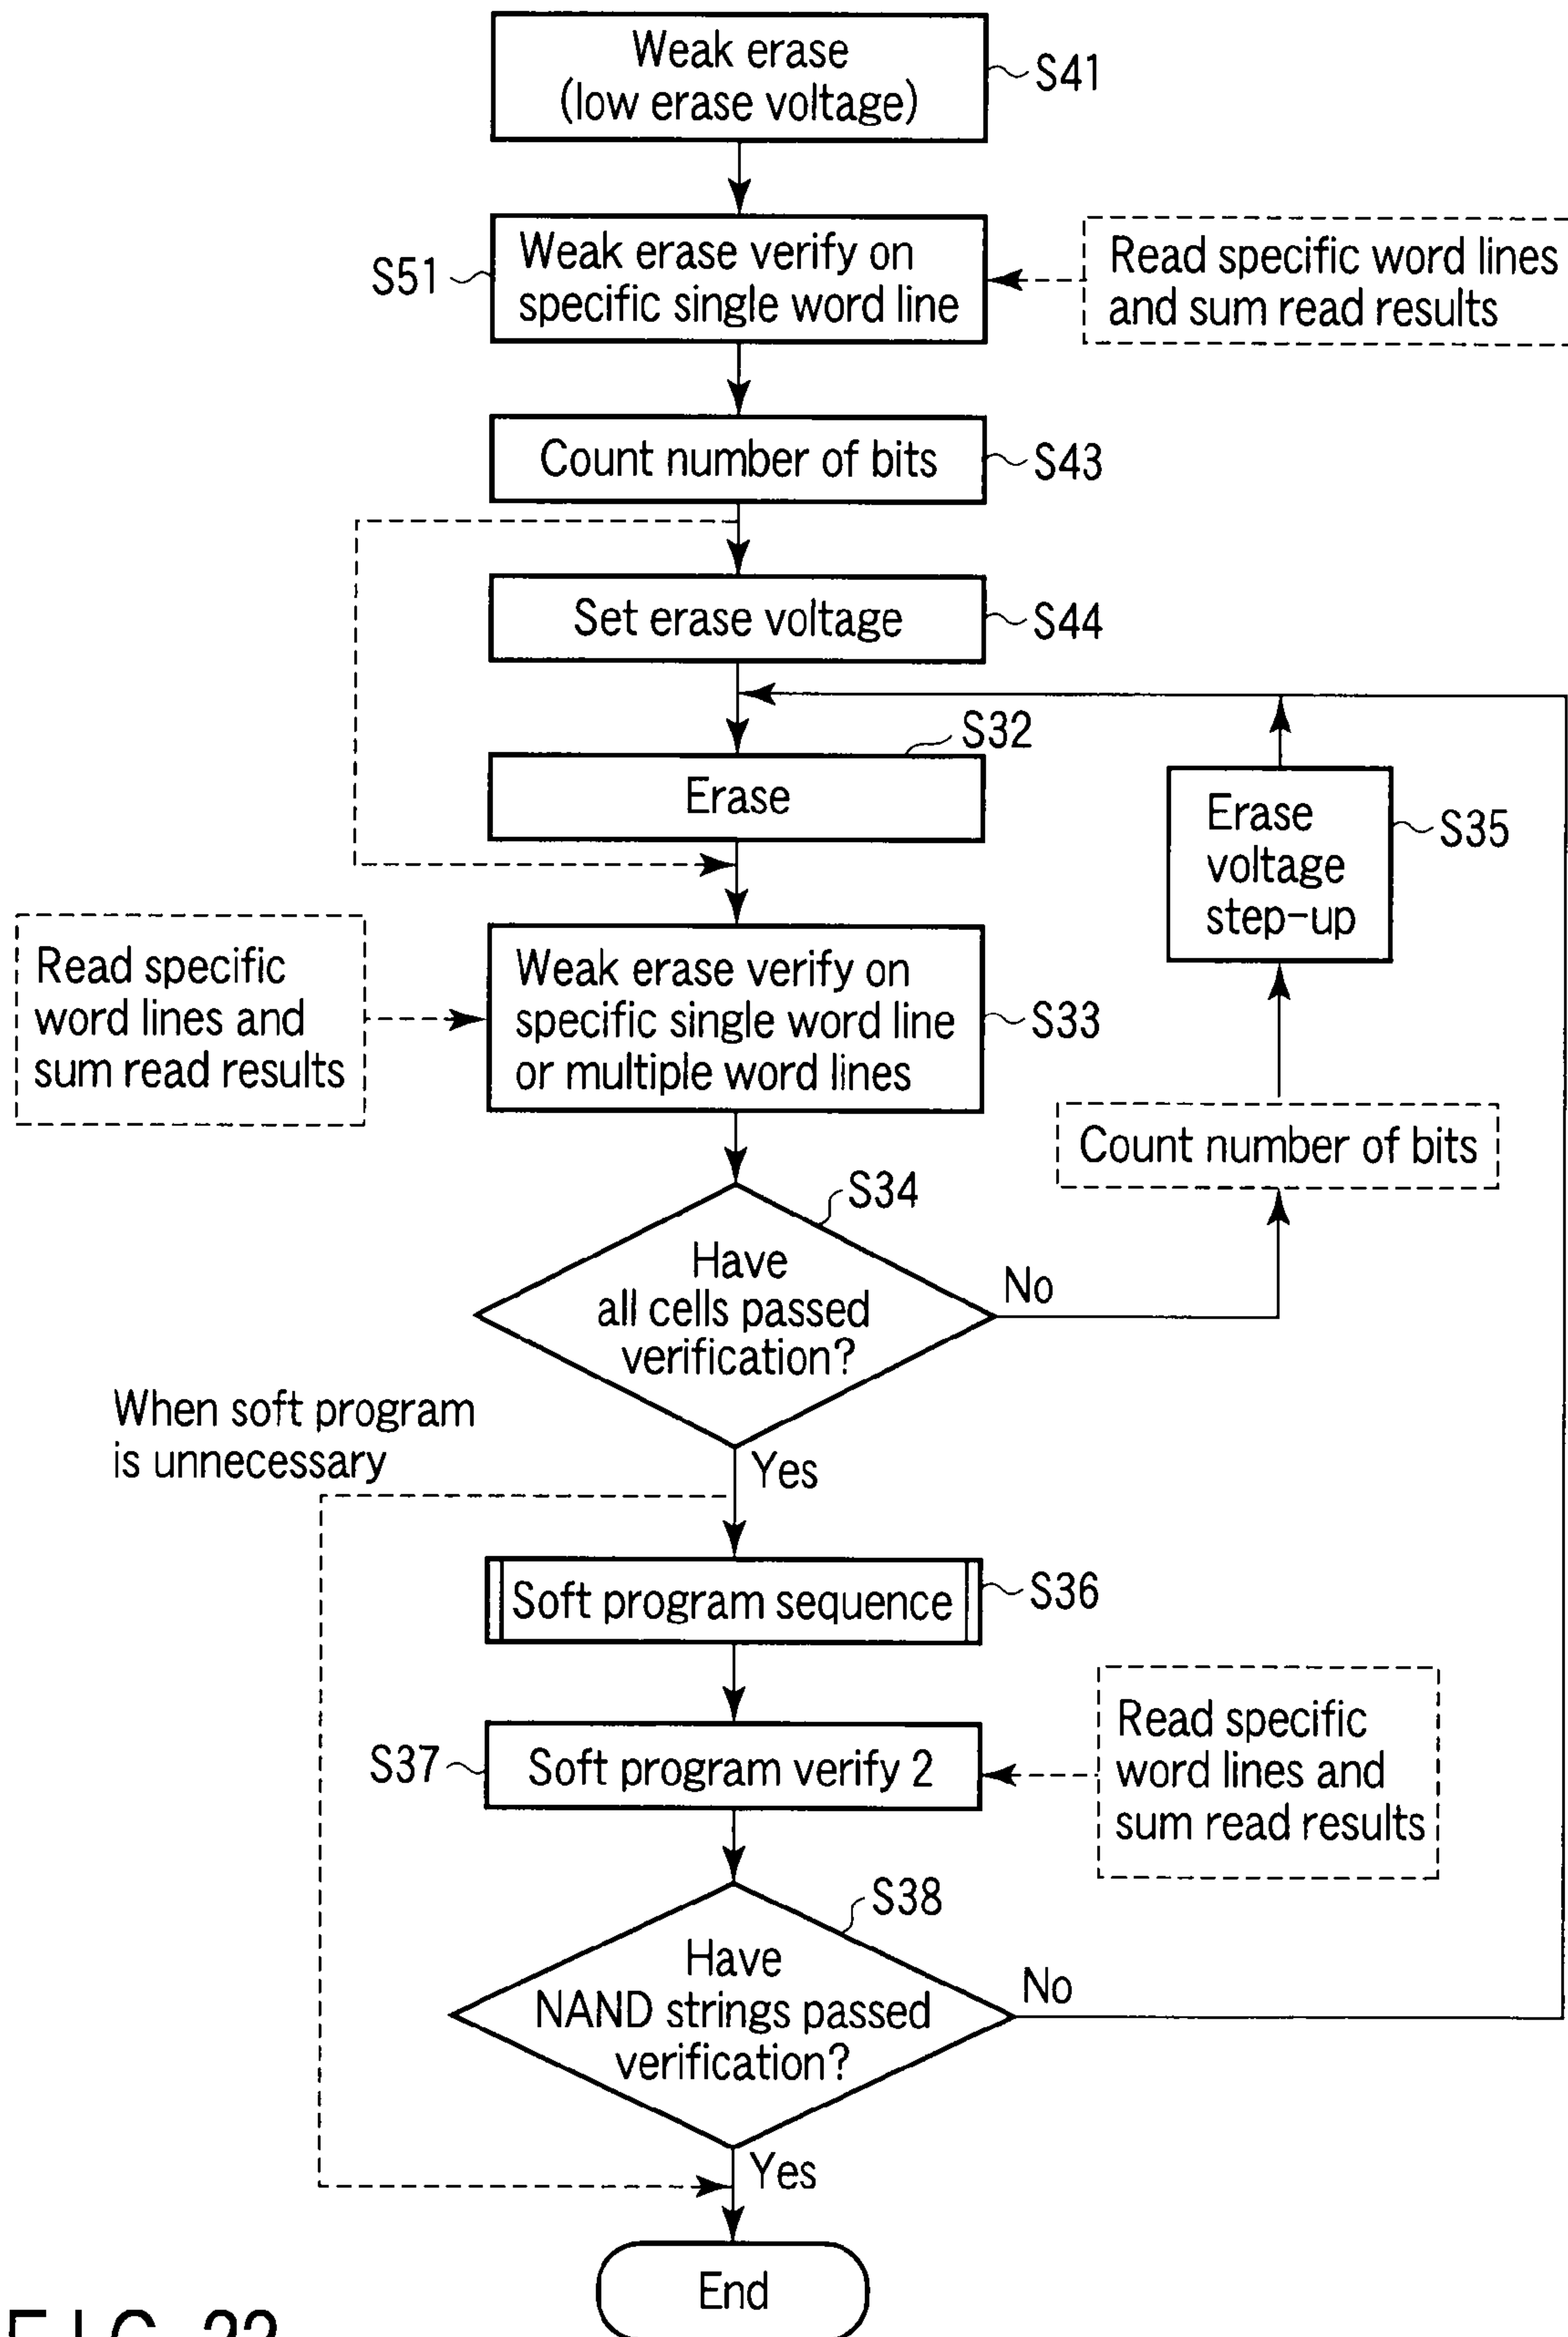 Weak erase
(low erase voltage)
S41
S51
Weak erase verify on
specific single word line
Read specific word lines
and sum read results
Count number of bits
S43
Set erase voltage
S44
S32
Erase
Erase
voltage
step-up
S35
Read specific
word lines and
sum read results
Weak erase verify on
specific single word line
or multiple word lines
S33
Count number of bits
S34
Have
all cells passed
verification?
No
When soft program
is unnecessary
Yes
Soft program sequence
S36
S37
Soft program verify 2
Read specific
word lines and
sum read results
S38
Have
NAND strings passed
verification?
No
Yes
End
FIG. 22